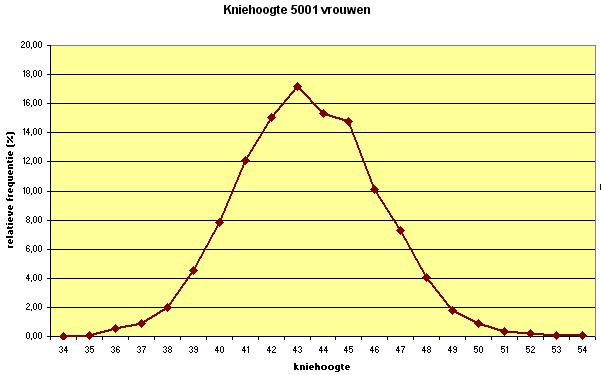 Kniehoogte 5001 vrouwen
20,00
18,00
16,00
14,00
12,00
10,00
8,00
6,00
4,00
2,00
0,00
relatieve frequentie (%)
34 35 36 37 38 39 40 41 42 43 44 45 46 47 48 49 50 51 52 53 54
kniehoogte